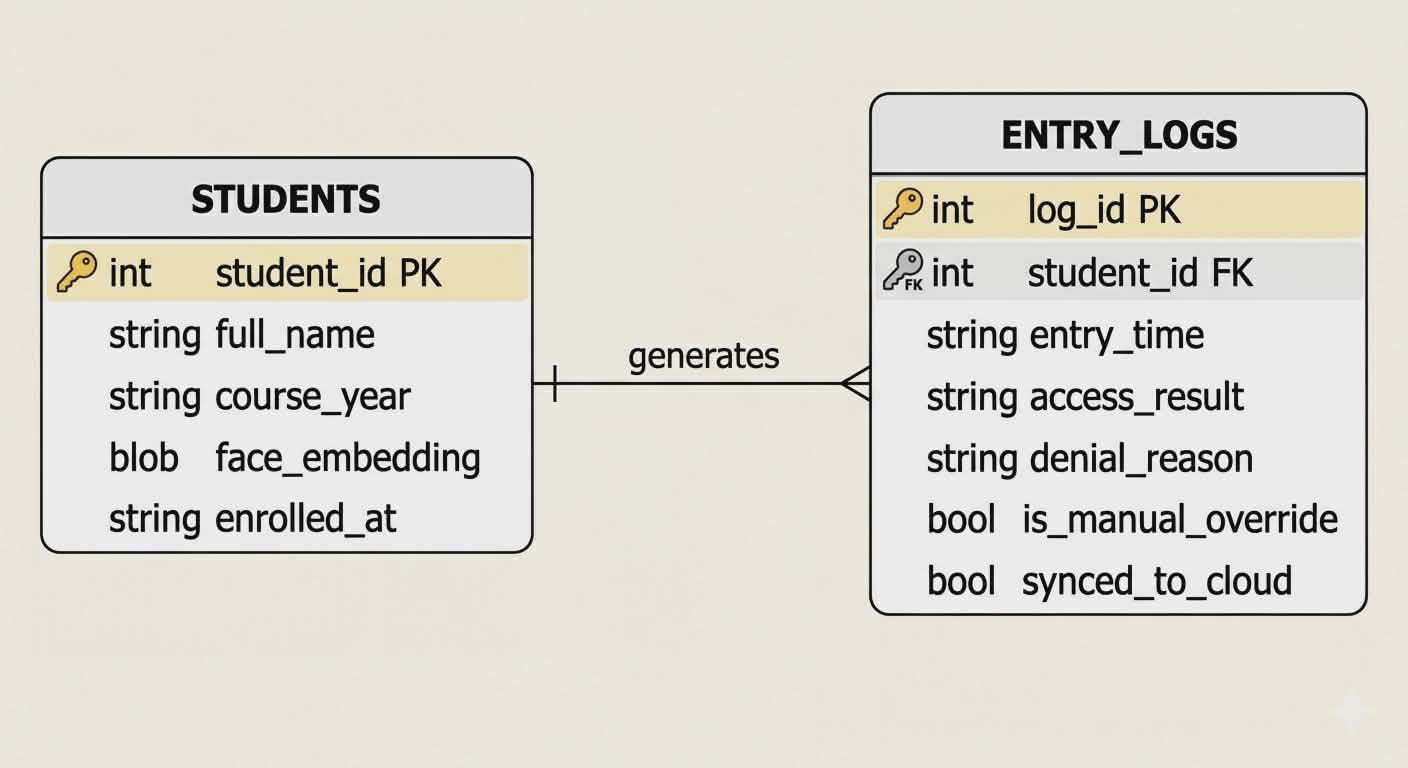 STUDENTS
int student_id PK
string full_name
string course_year
blob face_embedding
string enrolled_at
generates
ENTRY_LOGS
int log_id PK
FK int student_id FK
string entry_time
string access_result
string denial_reason
bool is_manual_override
bool synced_to_cloud